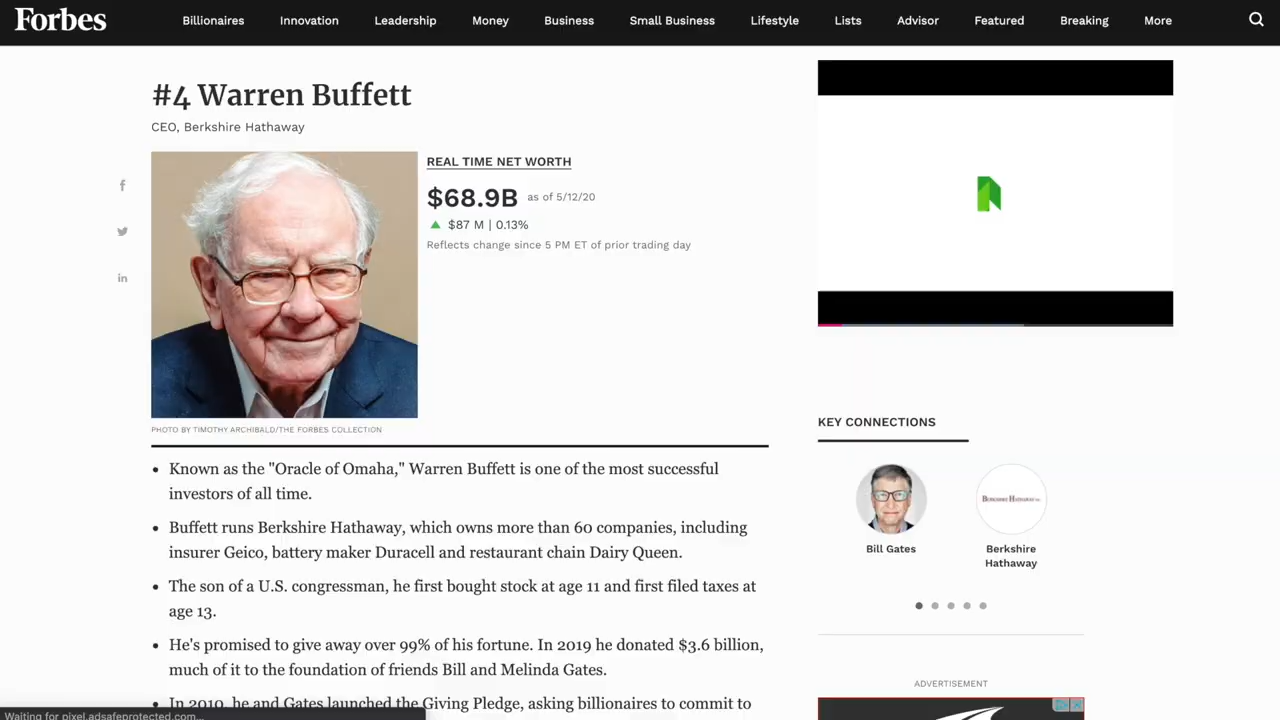 Forbes
Billionaires Innovation Leadership Money Business Small Business Lifestyle Lists Advisor Featured Breaking More
#4 Warren Buffett
CEO, Berkshire Hathaway
REAL TIME NET WORTH
$68.9B as of 5/12/20
$87 M | 0.13%
Reflects change since 5 PM ET of prior trading day
PHOTO BY TIMOTHY ARCHIBALD/THE FORBES COLLECTION
• Known as the "Oracle of Omaha," Warren Buffett is one of the most successful
investors of all time.
• Buffett runs Berkshire Hathaway, which owns more than 60 companies, including
insurer Geico, battery maker Duracell and restaurant chain Dairy Queen.
• The son of a U.S. congressman, he first bought stock at age 11 and first filed taxes at
age 13.
• He's promised to give away over 99% of his fortune. In 2019 he donated $3.6 billion,
much of it to the foundation of friends Bill and Melinda Gates.
• In 2010, he and Gates launched the Giving Pledge, asking billionaires to commit to
Waiting for pixel.adsafeprotected.com...
KEY CONNECTIONS
BERKSHIRE HATHAWAY INC.
Bill Gates
Berkshire
Hathaway
ADVERTISEMENT